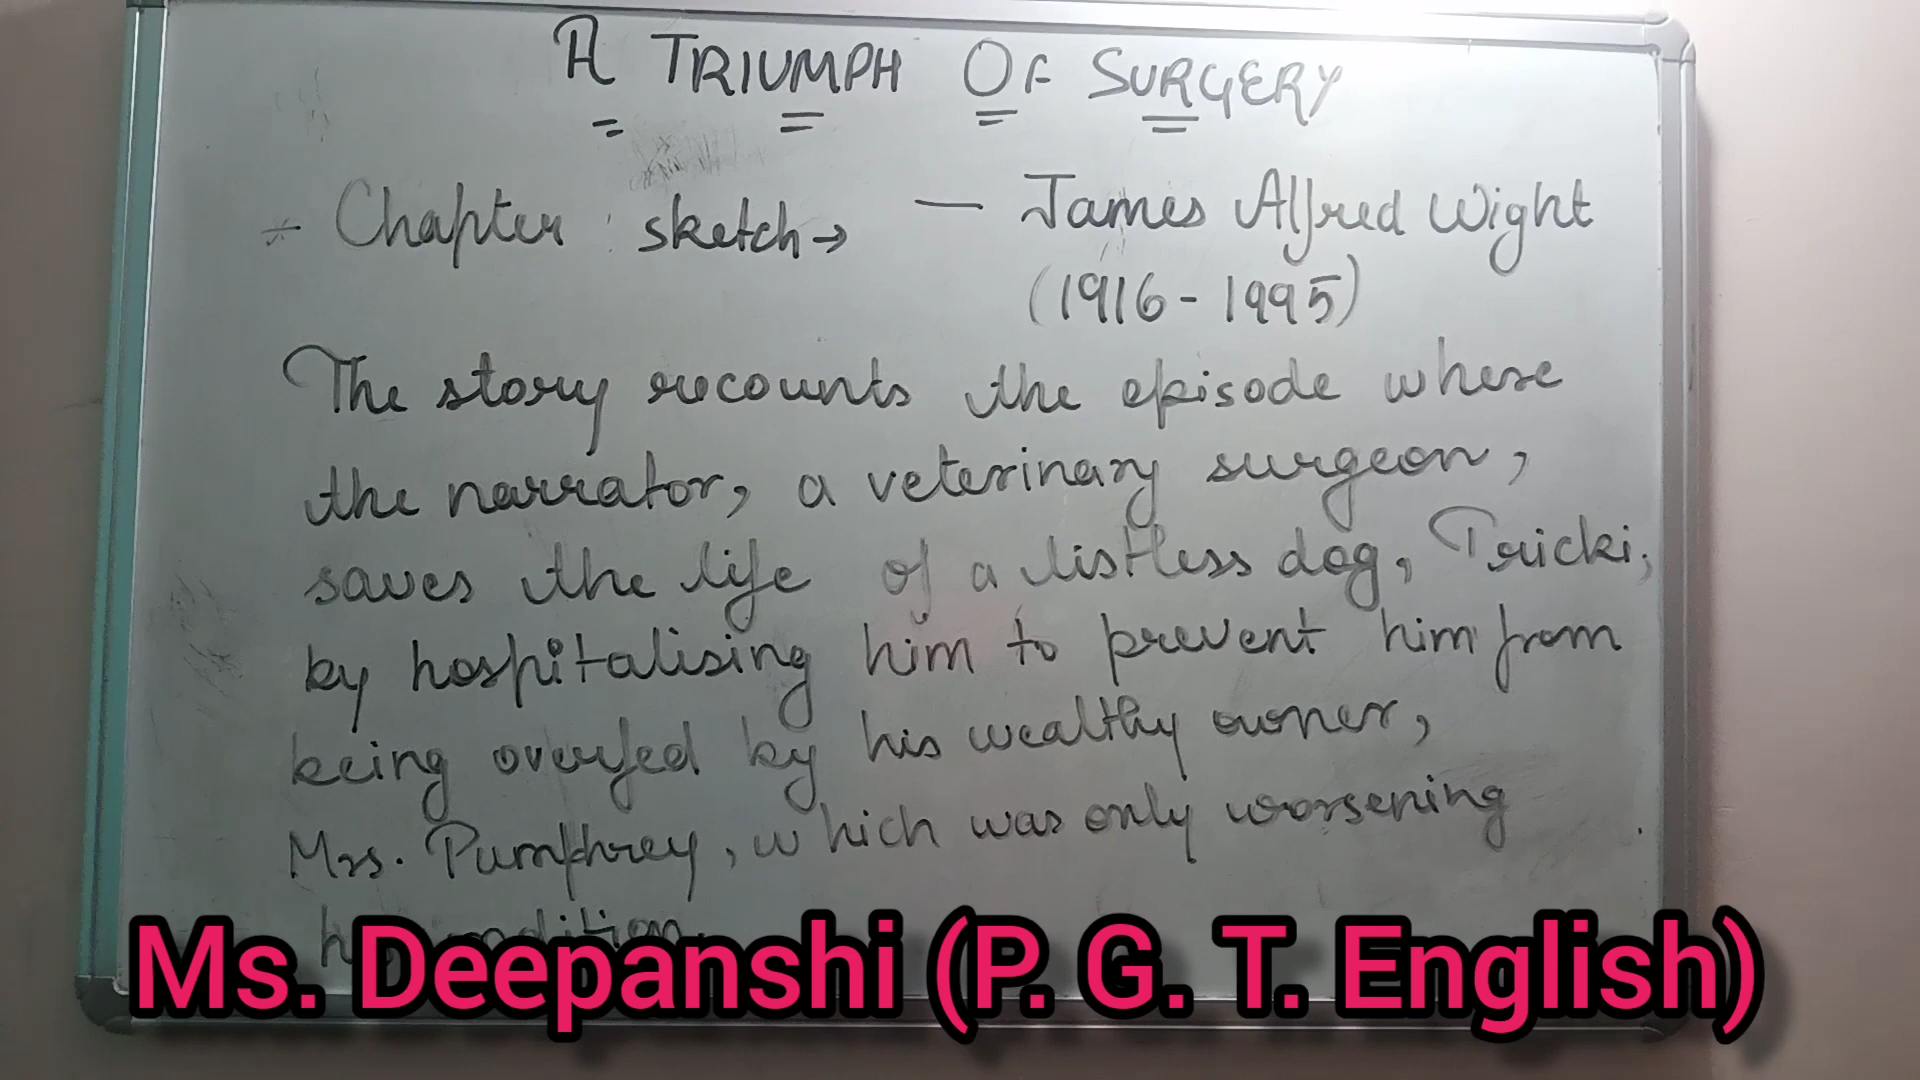 A TRIUMPH OF SURGERY
Chapter : sketch → — James Alfred Wight
(1916-1995)
The story recounts the episode where
the narrator, a veterinary surgeon,
saves the life of a listless dog, Tricki,
by hospitalising him to prevent him from
being overfed by his wealthy owner,
Mrs. Pumphrey, which was only worsening
condition.
Ms. Deepanshi (P. G. T. English)